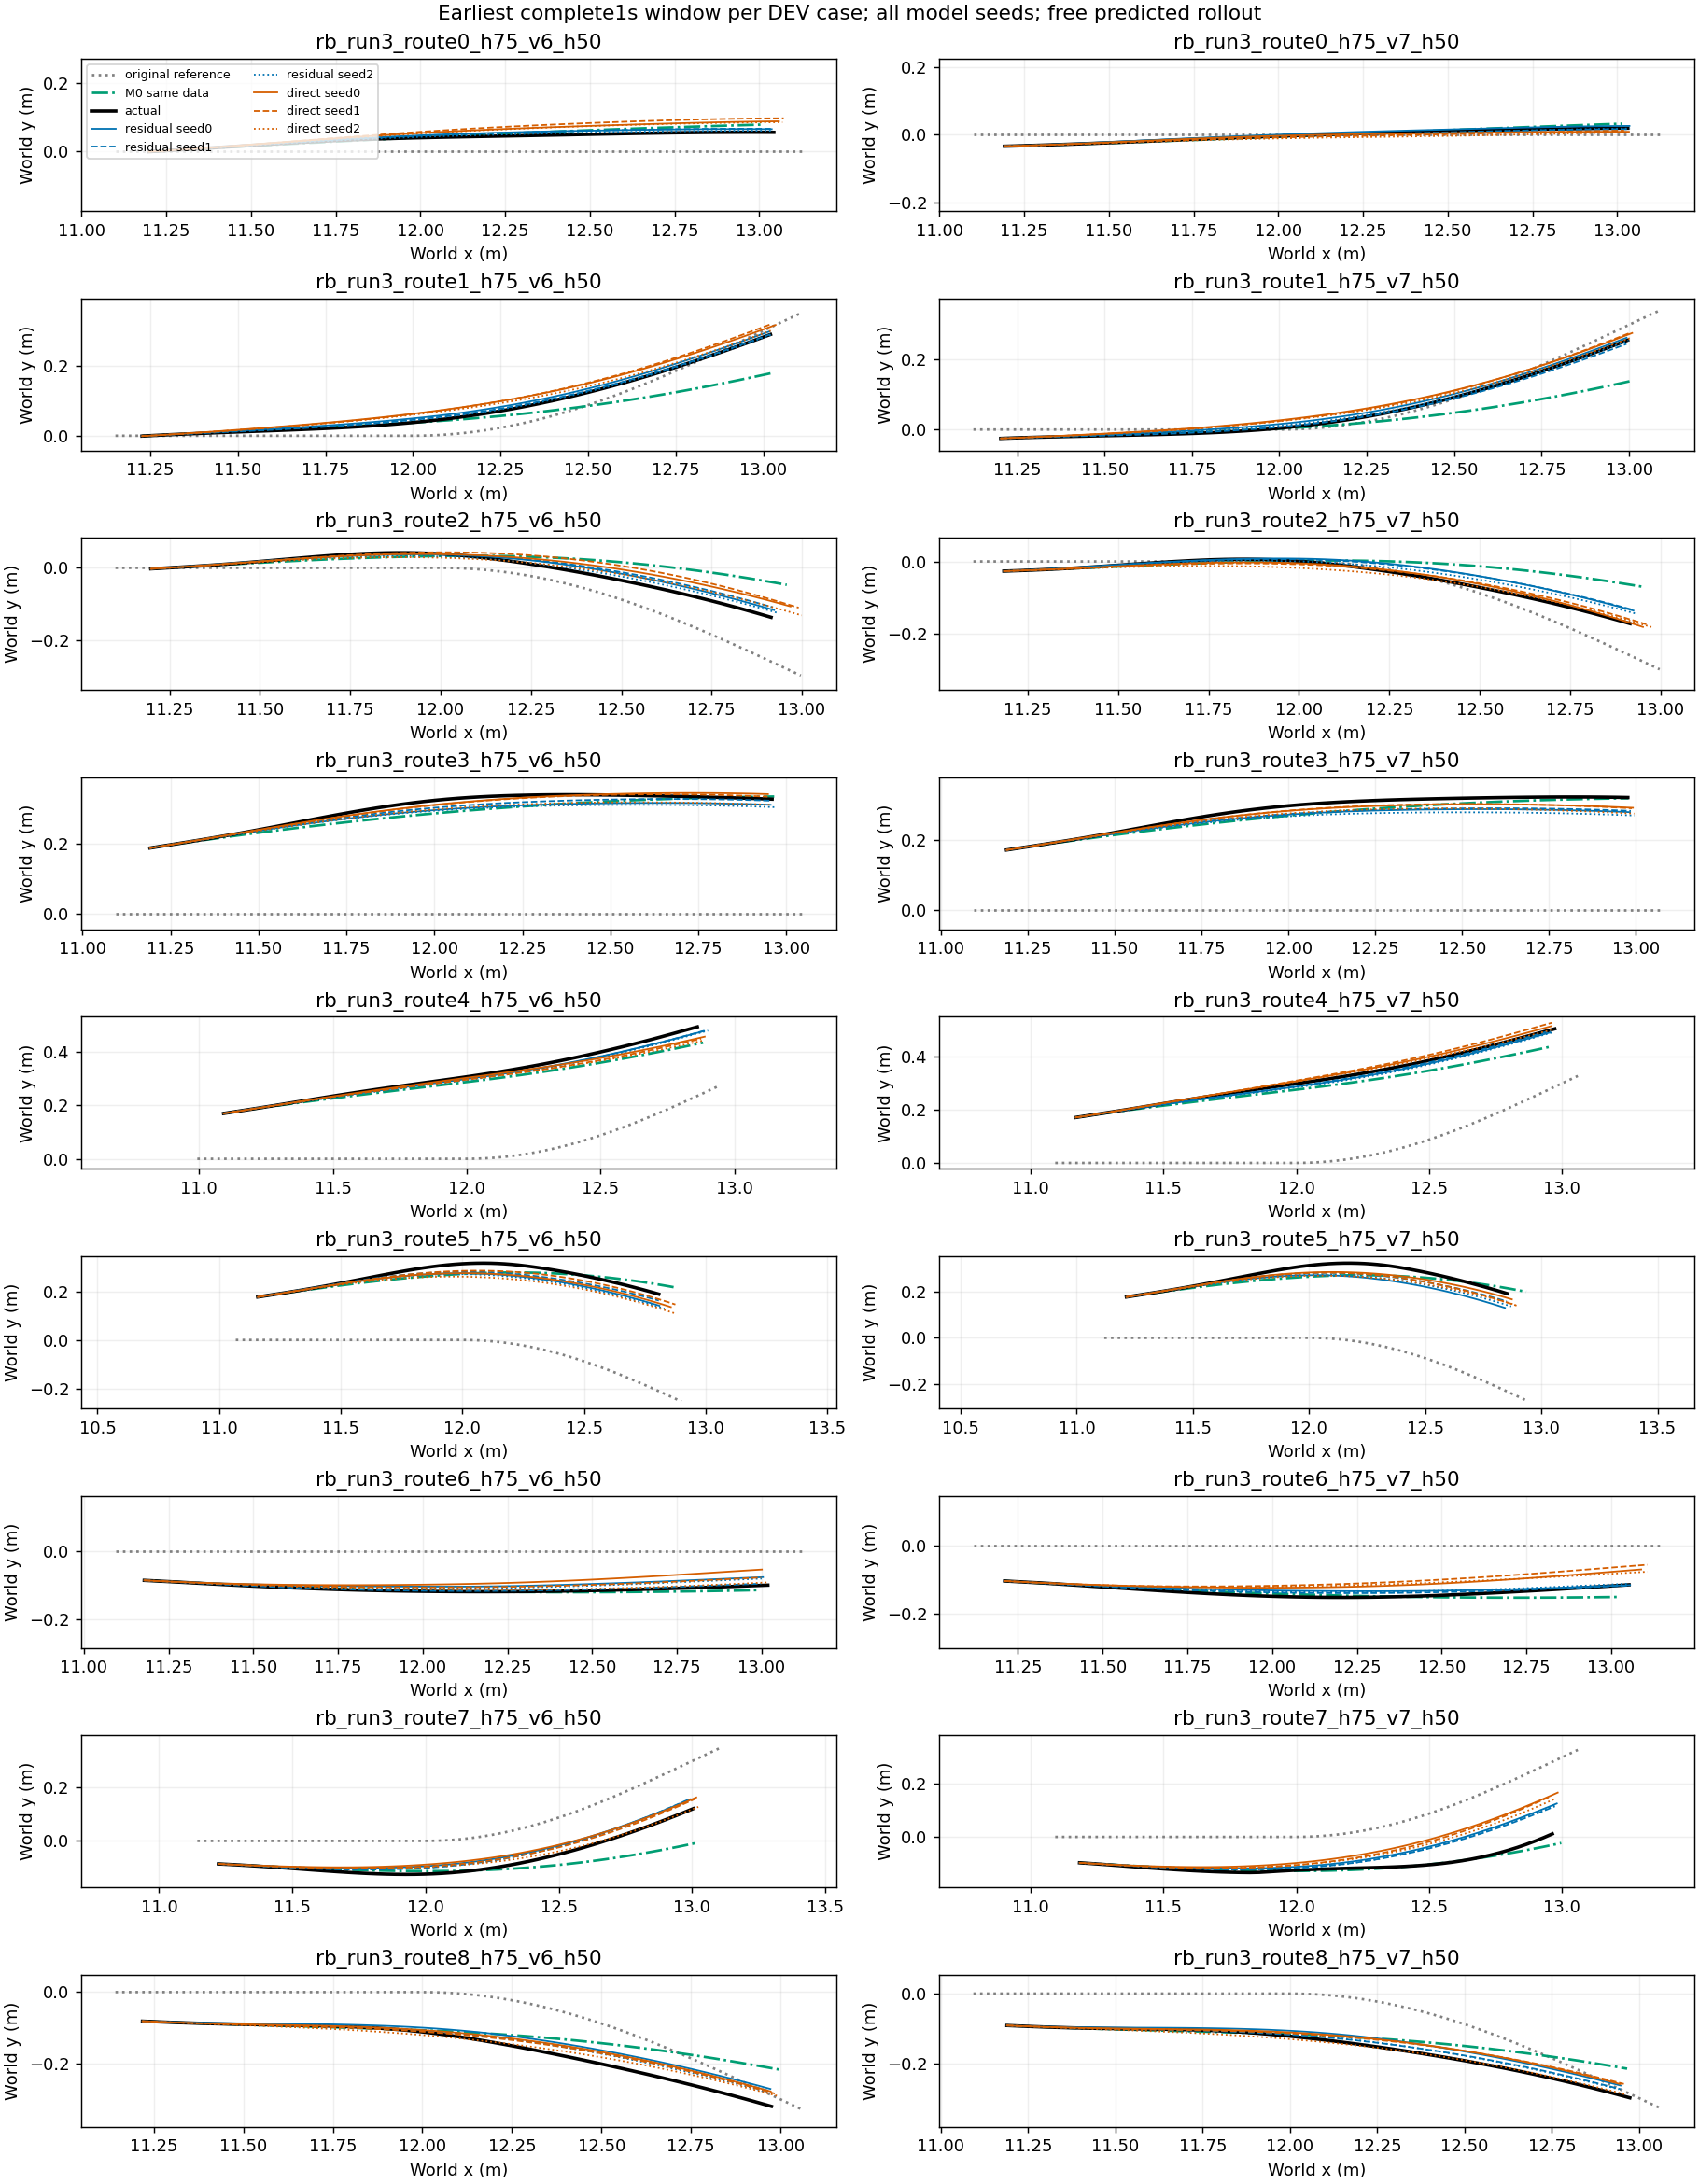 Earliest complete1s window per DEV case; all model seeds; free predicted rollout
rb_run3_route0_h75_v6_h50
0.2
0.0
World y (m)
original reference
M0 same data
actual
residual seed0
residual seed1
residual seed2
direct seed0
direct seed1
direct seed2
11.00 11.25 11.50 11.75 12.00 12.25 12.50 12.75 13.00
World x (m)
rb_run3_route0_h75_v7_h50
0.2
0.0
−0.2
World y (m)
11.00 11.25 11.50 11.75 12.00 12.25 12.50 12.75 13.00
World x (m)
rb_run3_route1_h75_v6_h50
0.2
0.0
World y (m)
11.25 11.50 11.75 12.00 12.25 12.50 12.75 13.00
World x (m)
rb_run3_route1_h75_v7_h50
0.2
0.0
World y (m)
11.25 11.50 11.75 12.00 12.25 12.50 12.75 13.00
World x (m)
rb_run3_route2_h75_v6_h50
0.0
−0.2
World y (m)
11.25 11.50 11.75 12.00 12.25 12.50 12.75 13.00
World x (m)
rb_run3_route2_h75_v7_h50
0.0
−0.2
World y (m)
11.25 11.50 11.75 12.00 12.25 12.50 12.75 13.00
World x (m)
rb_run3_route3_h75_v6_h50
0.2
0.0
World y (m)
11.00 11.25 11.50 11.75 12.00 12.25 12.50 12.75 13.00
World x (m)
rb_run3_route3_h75_v7_h50
0.2
0.0
World y (m)
11.00 11.25 11.50 11.75 12.00 12.25 12.50 12.75 13.00
World x (m)
rb_run3_route4_h75_v6_h50
0.4
0.2
0.0
World y (m)
11.0 11.5 12.0 12.5 13.0
World x (m)
rb_run3_route4_h75_v7_h50
0.4
0.2
0.0
World y (m)
11.0 11.5 12.0 12.5 13.0
World x (m)
rb_run3_route5_h75_v6_h50
0.2
0.0
−0.2
World y (m)
10.5 11.0 11.5 12.0 12.5 13.0 13.5
World x (m)
rb_run3_route5_h75_v7_h50
0.2
0.0
−0.2
World y (m)
10.5 11.0 11.5 12.0 12.5 13.0 13.5
World x (m)
rb_run3_route6_h75_v6_h50
0.0
−0.2
World y (m)
11.00 11.25 11.50 11.75 12.00 12.25 12.50 12.75 13.00
World x (m)
rb_run3_route6_h75_v7_h50
0.0
−0.2
World y (m)
11.25 11.50 11.75 12.00 12.25 12.50 12.75 13.00
World x (m)
rb_run3_route7_h75_v6_h50
0.2
0.0
World y (m)
11.0 11.5 12.0 12.5 13.0 13.5
World x (m)
rb_run3_route7_h75_v7_h50
0.2
0.0
World y (m)
11.0 11.5 12.0 12.5 13.0
World x (m)
rb_run3_route8_h75_v6_h50
0.0
−0.2
World y (m)
11.25 11.50 11.75 12.00 12.25 12.50 12.75 13.00
World x (m)
rb_run3_route8_h75_v7_h50
0.0
−0.2
World y (m)
11.00 11.25 11.50 11.75 12.00 12.25 12.50 12.75 13.00
World x (m)